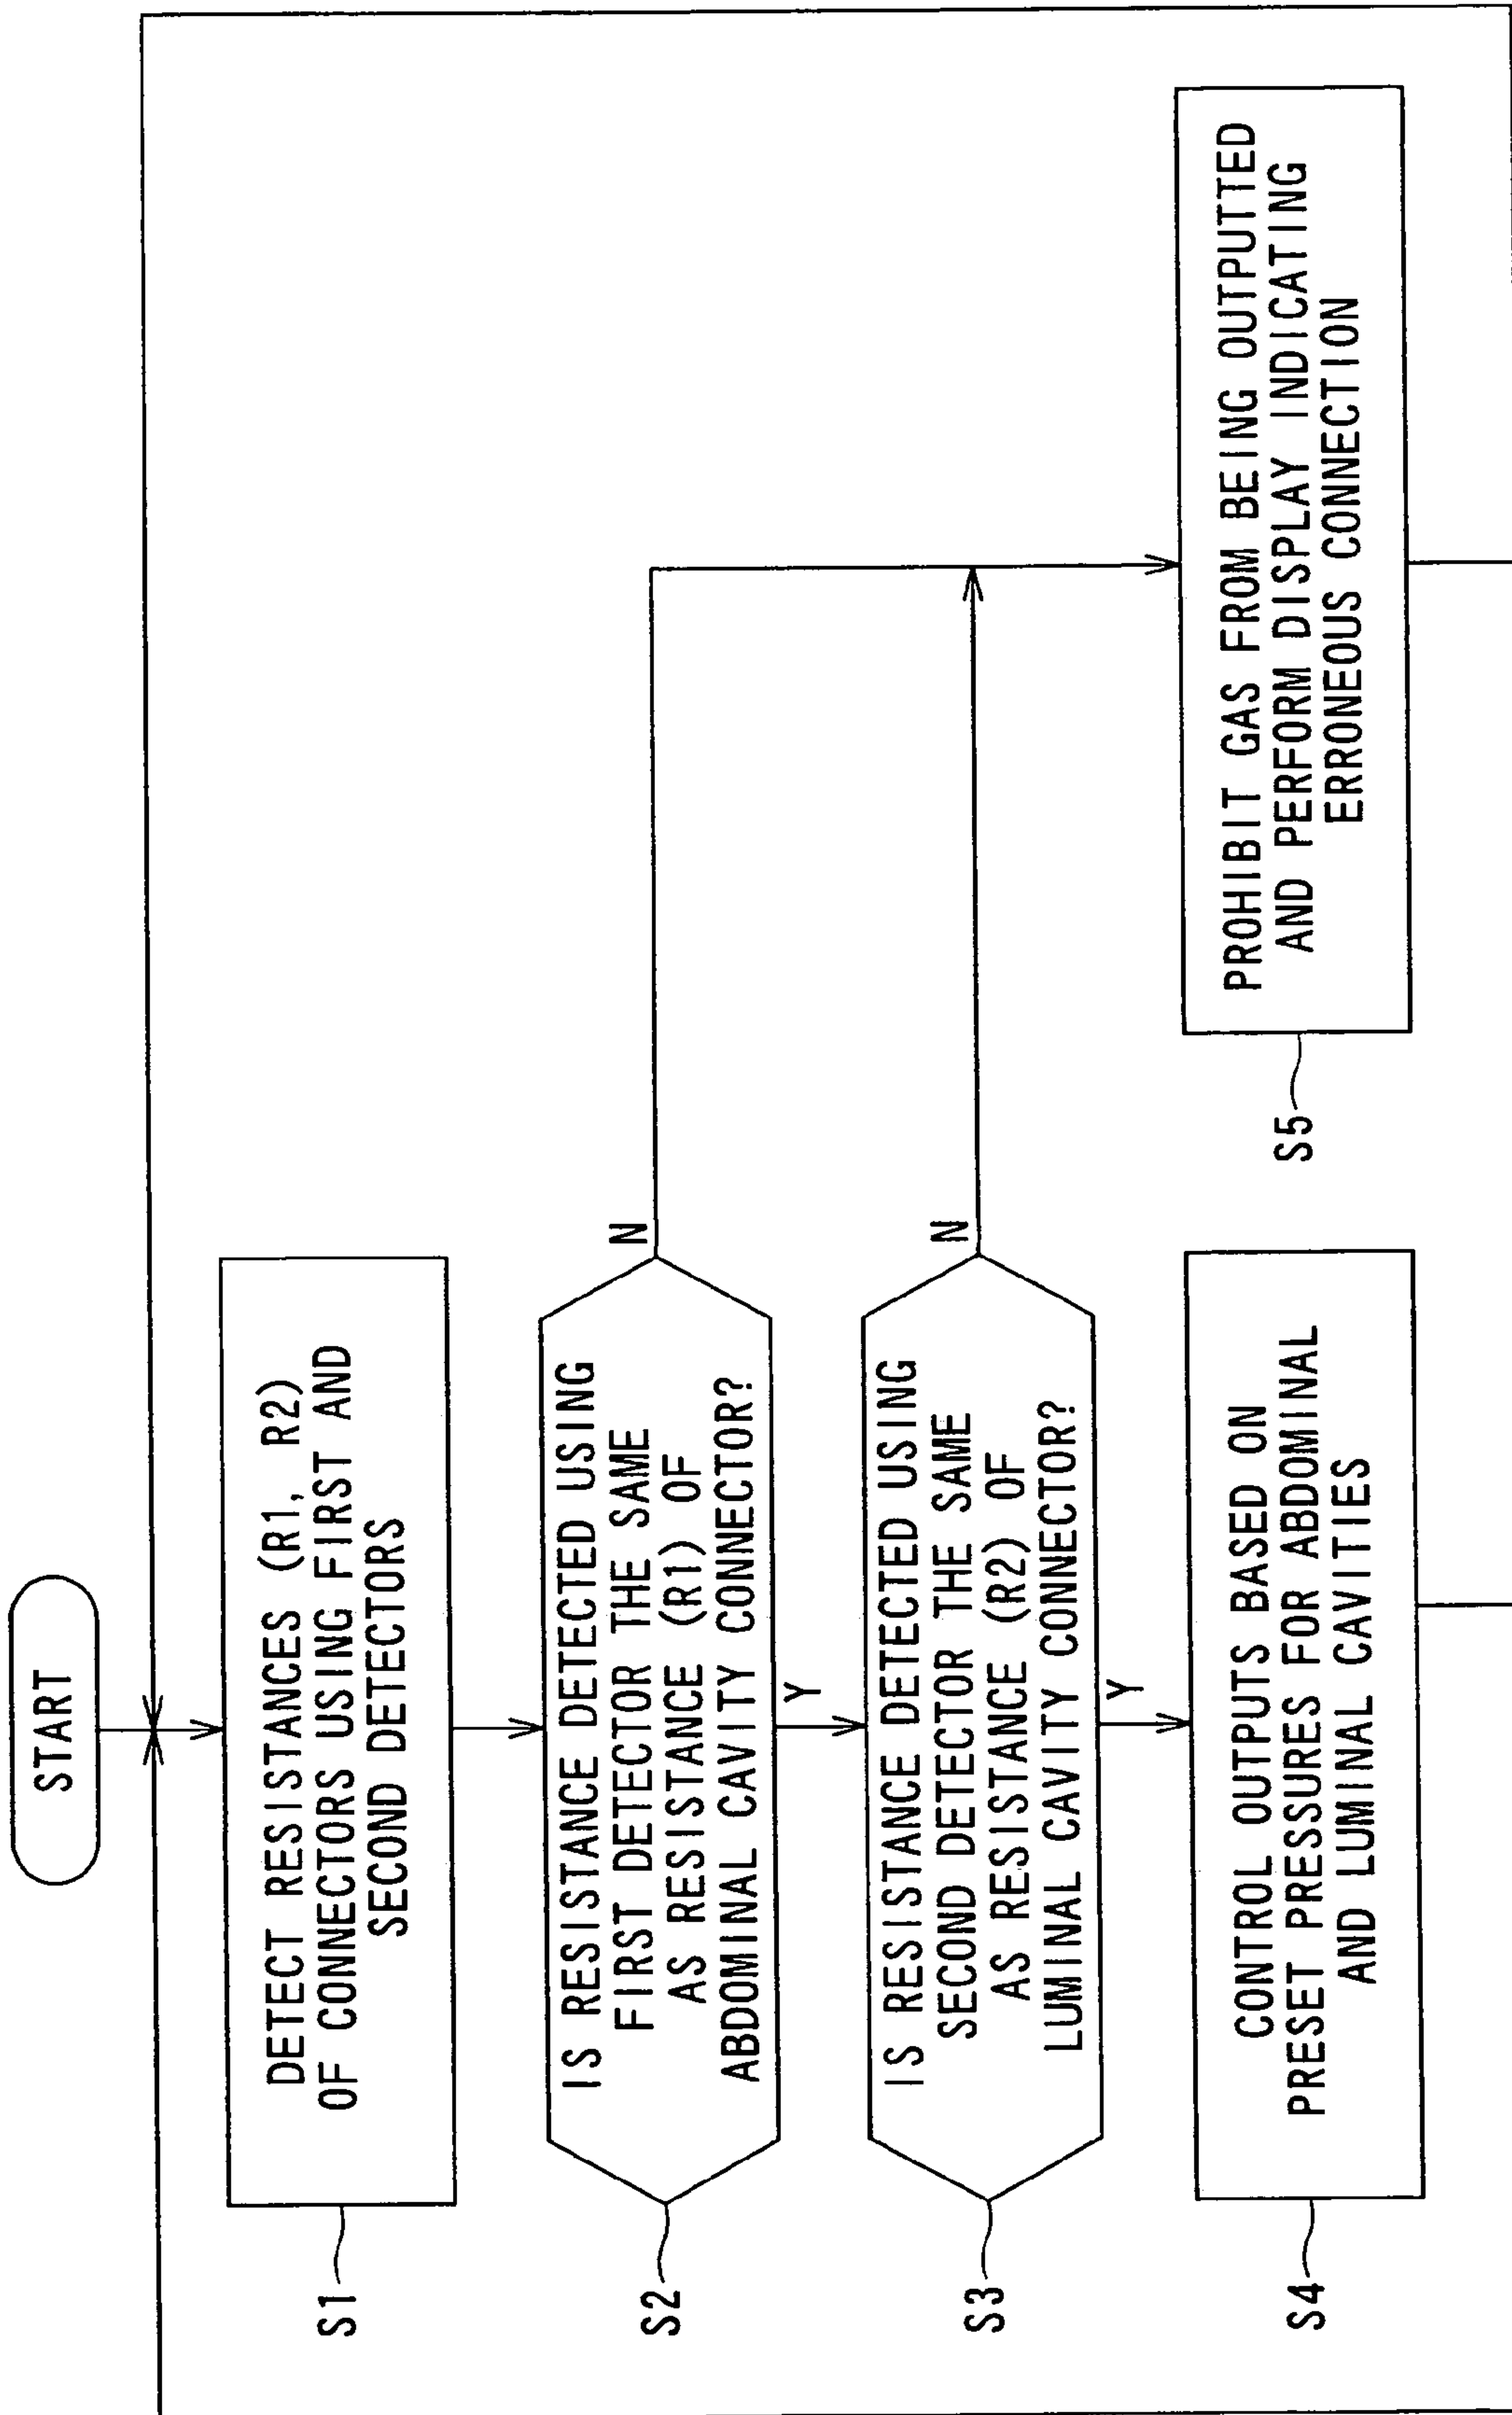 START
S1
DETECT RESISTANCES (R1, R2)
OF CONNECTORS USING FIRST AND
SECOND DETECTORS
S2
IS RESISTANCE DETECTED USING
FIRST DETECTOR THE SAME
AS RESISTANCE (R1) OF
ABDOMINAL CAVITY CONNECTOR?
N
Y
S3
IS RESISTANCE DETECTED USING
SECOND DETECTOR THE SAME
AS RESISTANCE (R2) OF
LUMINAL CAVITY CONNECTOR?
N
Y
S4
CONTROL OUTPUTS BASED ON
PRESET PRESSURES FOR ABDOMINAL
AND LUMINAL CAVITIES
S5
PROHIBIT GAS FROM BEING OUTPUTTED
AND PERFORM DISPLAY INDICATING
ERRONEOUS CONNECTION